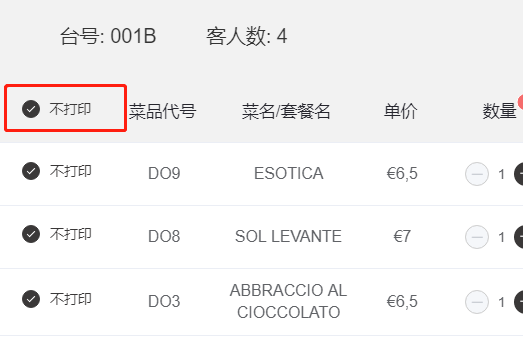 台号: 001B 客人数: 4
不打印 菜品代号 菜名/套餐名 单价 数量
不打印 DO9 ESOTICA €6,5 1
不打印 DO8 SOL LEVANTE €7 1
不打印 DO3 ABBRACCIO AL CIOCCOLATO €6,5 1